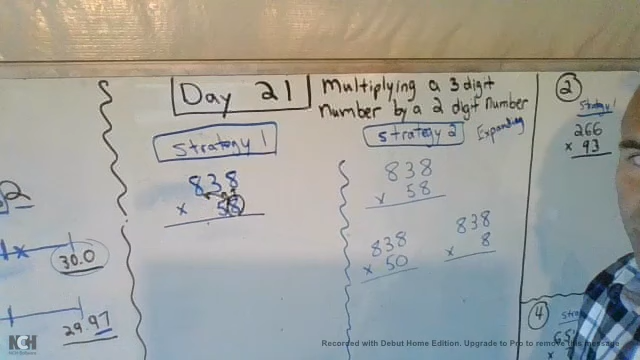 Day 21
Multiplying a 3 digit
number by a 2 digit number
Strategy 1
838
x 58
Strategy 2
Expanding
838
x 58
838
x 50
838
x 8
2
Strategy 1
266
x 93
4
2
30.0
29.97
NCH
Recorded with Debut Home Edition. Upgrade to Pro to remove this message